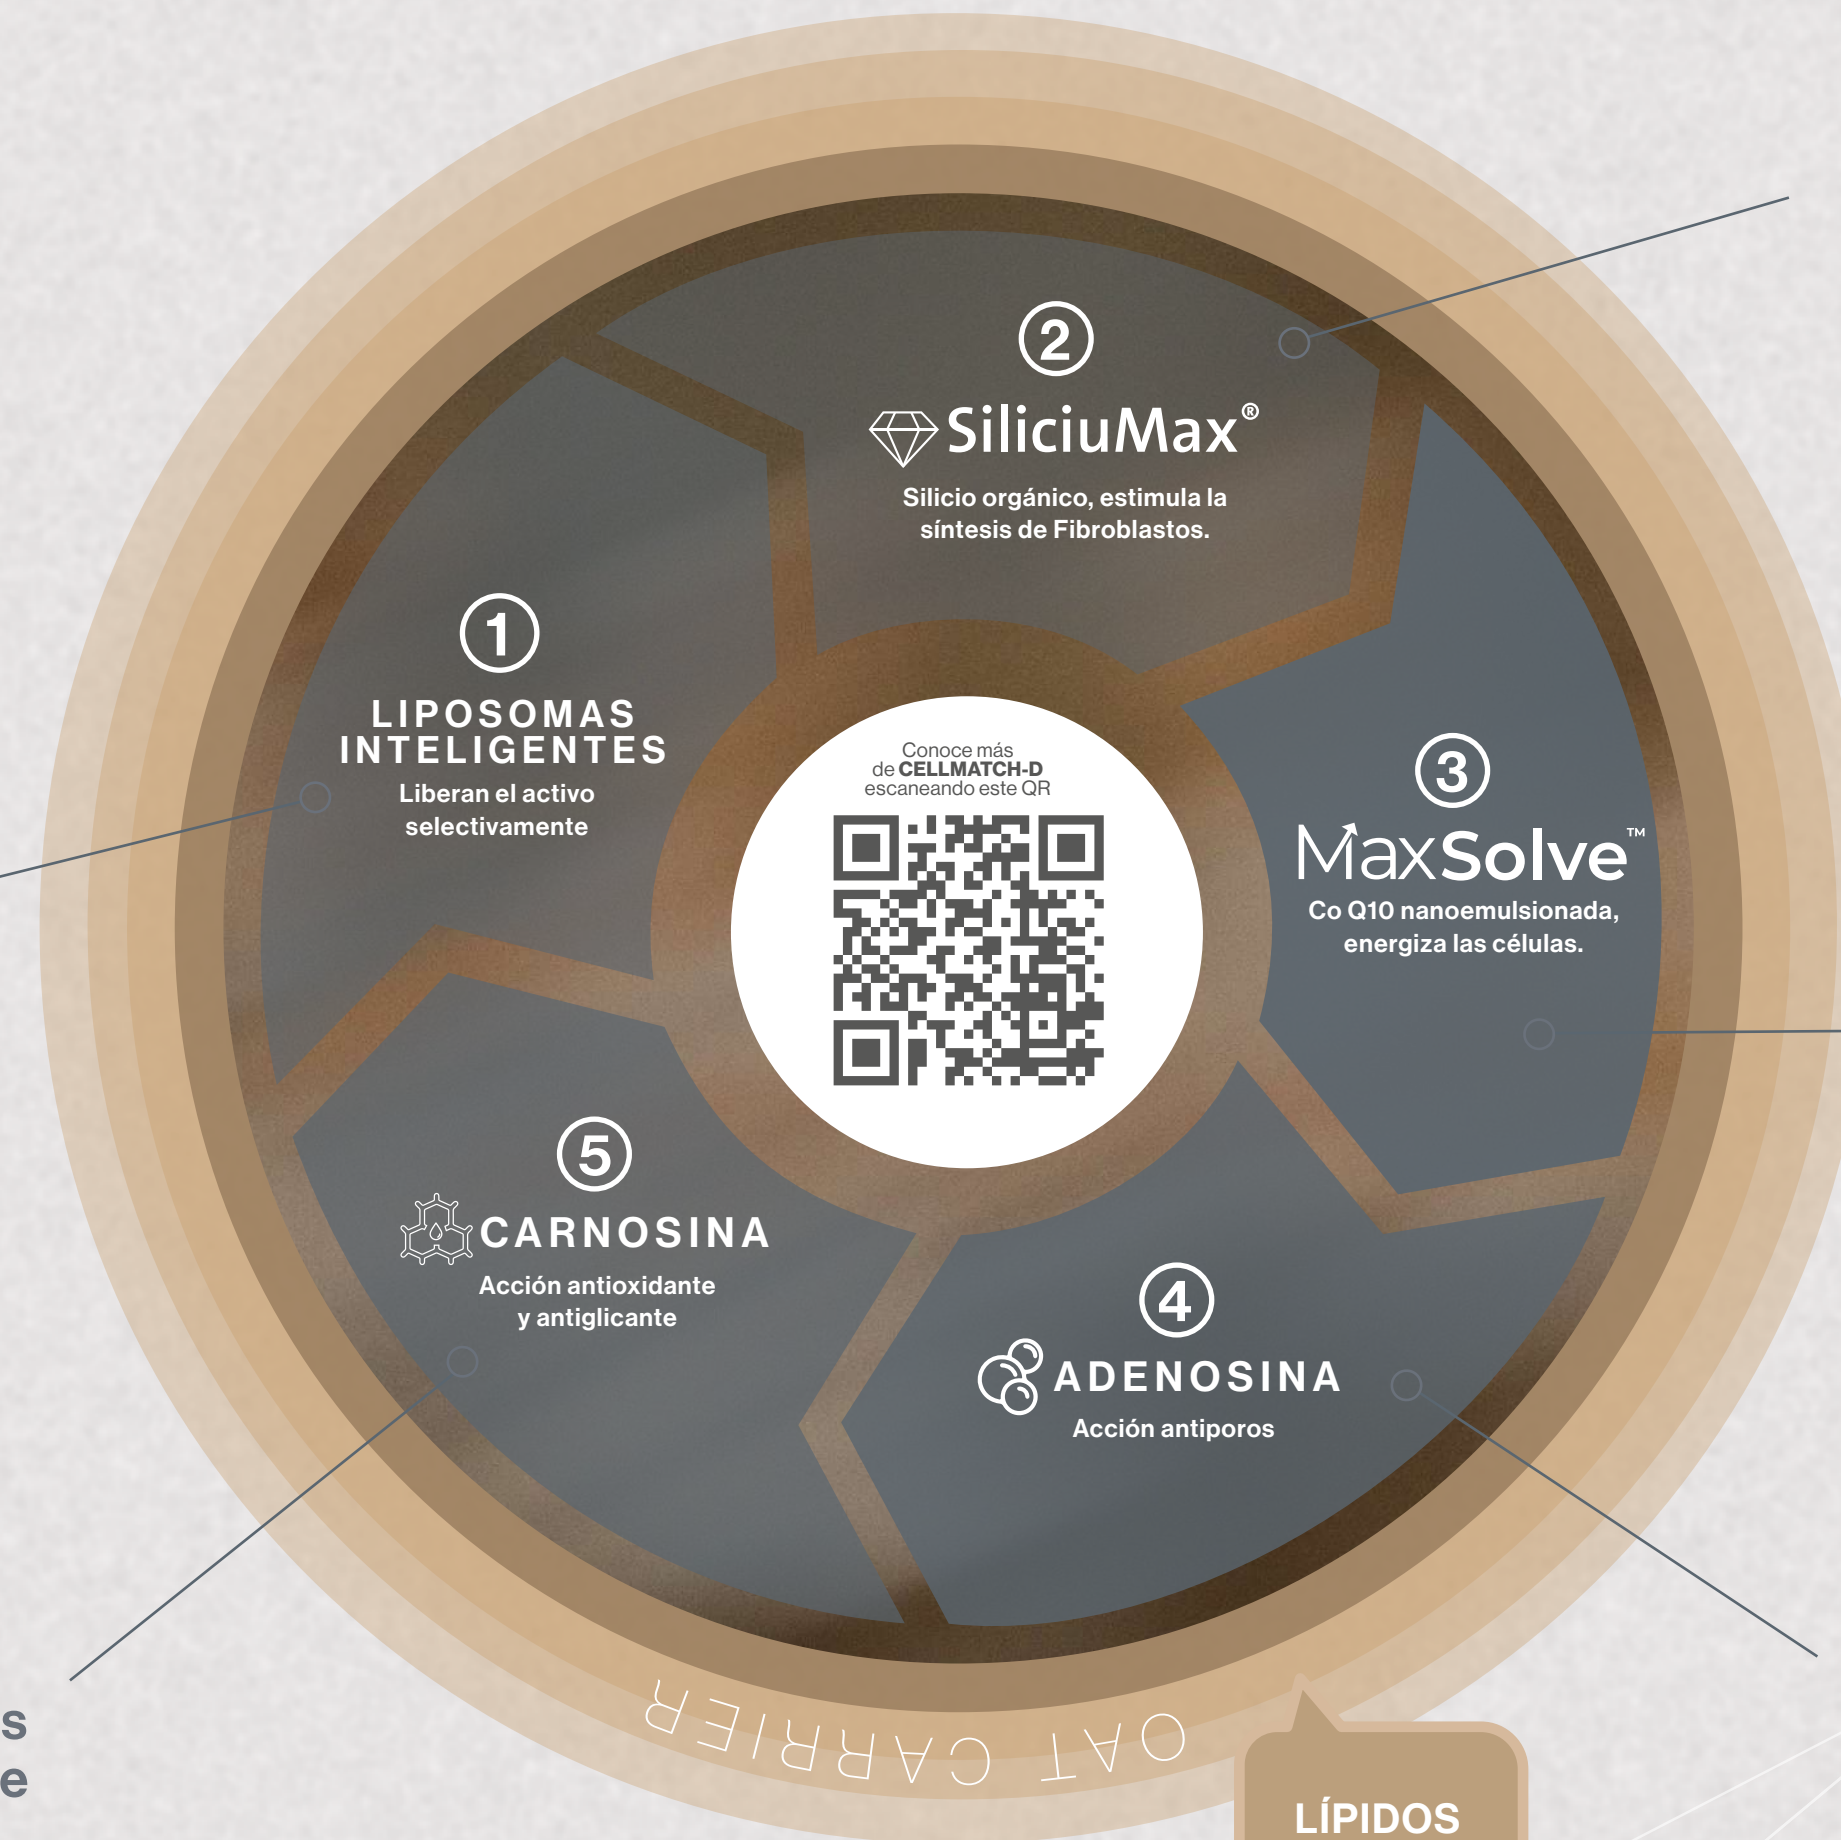 2
SiliciuMax®
Silicio orgánico, estimula la
síntesis de Fibroblastos.
1
LIPOSOMAS
INTELIGENTES
Liberan el activo
selectivamente
Conoce más
de CELLMATCH-D
escaneando este QR
3
MaxSolve™
Co Q10 nanoemulsionada,
energiza las células.
5
CARNOSINA
Acción antioxidante
y antiglicante
4
ADENOSINA
Acción antiporos
OAT CARRIER
s
e
LÍPIDOS